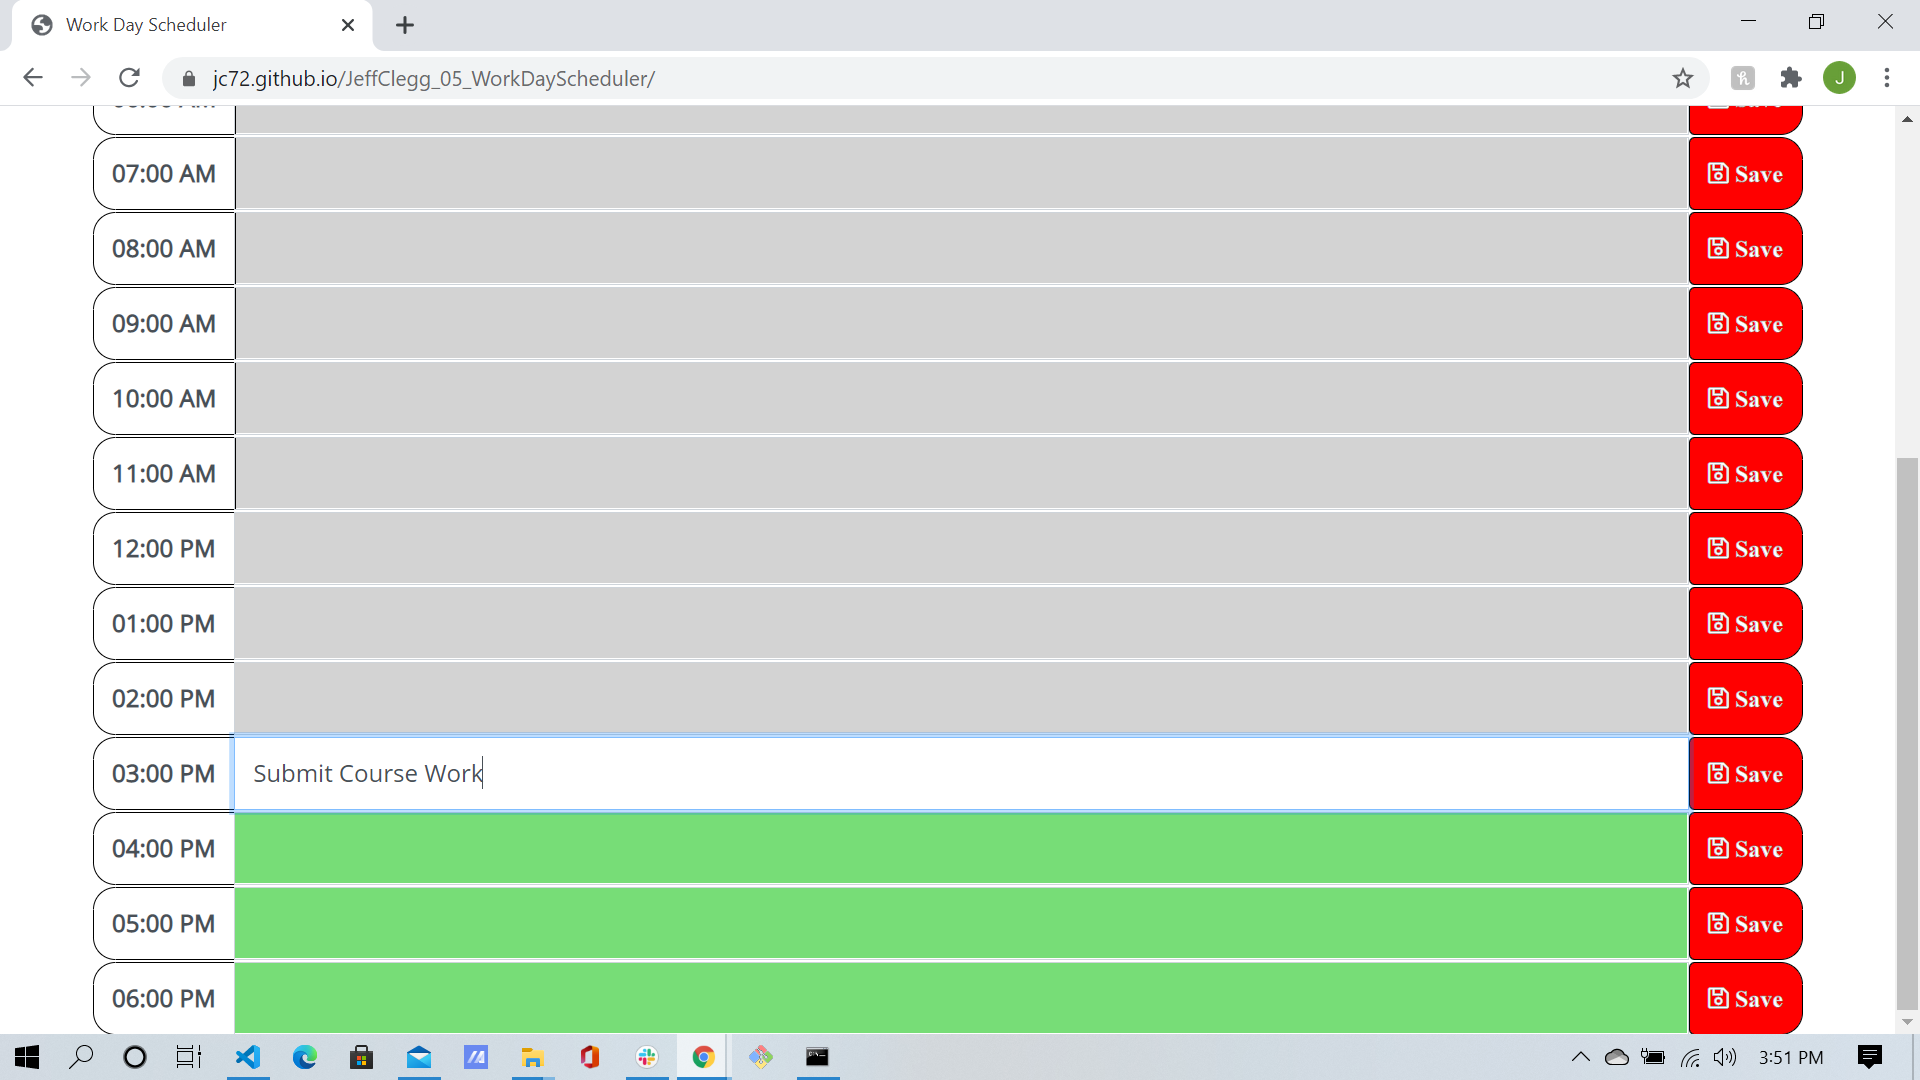 Work Day Scheduler
jc72.github.io/JeffClegg_05_WorkDayScheduler/
J
07:00 AM Save
08:00 AM Save
09:00 AM Save
10:00 AM Save
11:00 AM Save
12:00 PM Save
01:00 PM Save
02:00 PM Save
03:00 PM Submit Course Work Save
04:00 PM Save
05:00 PM Save
06:00 PM Save
3:51 PM